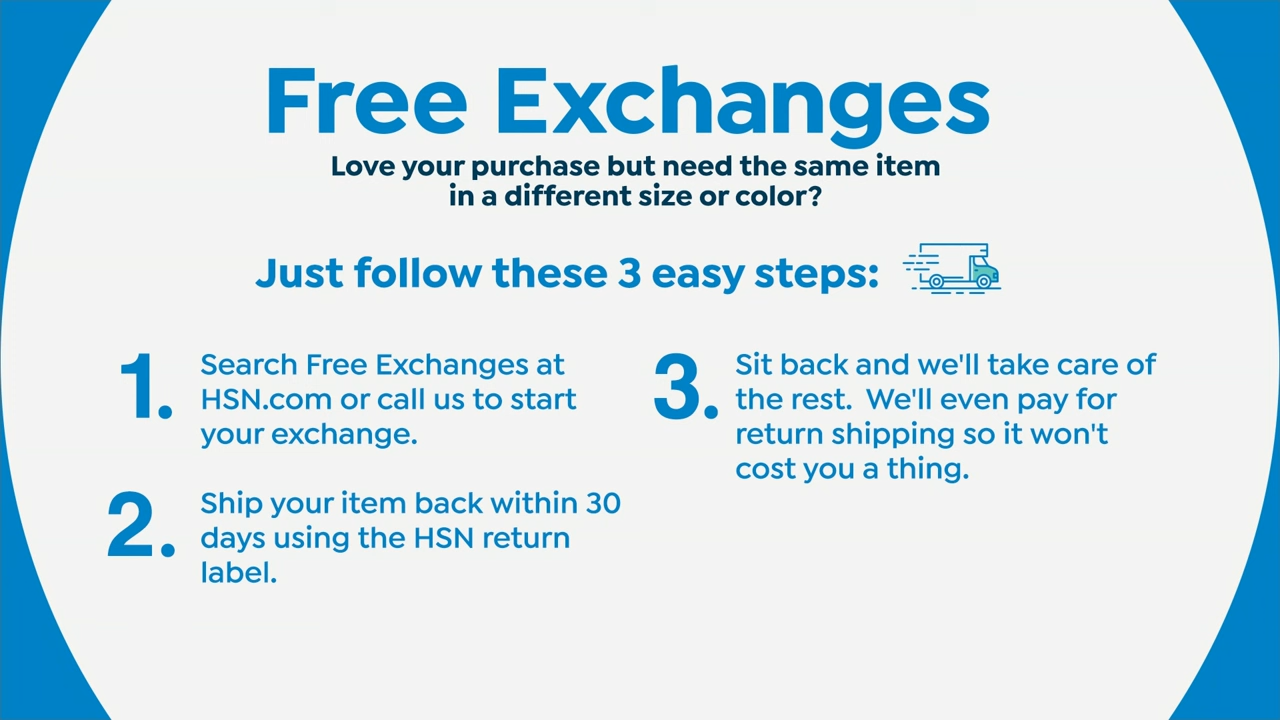 Free Exchanges
Love your purchase but need the same item
in a different size or color?
Just follow these 3 easy steps:
1. Search Free Exchanges at
HSN.com or call us to start
your exchange.
2. Ship your item back within 30
days using the HSN return
label.
3. Sit back and we'll take care of
the rest.  We'll even pay for
return shipping so it won't
cost you a thing.